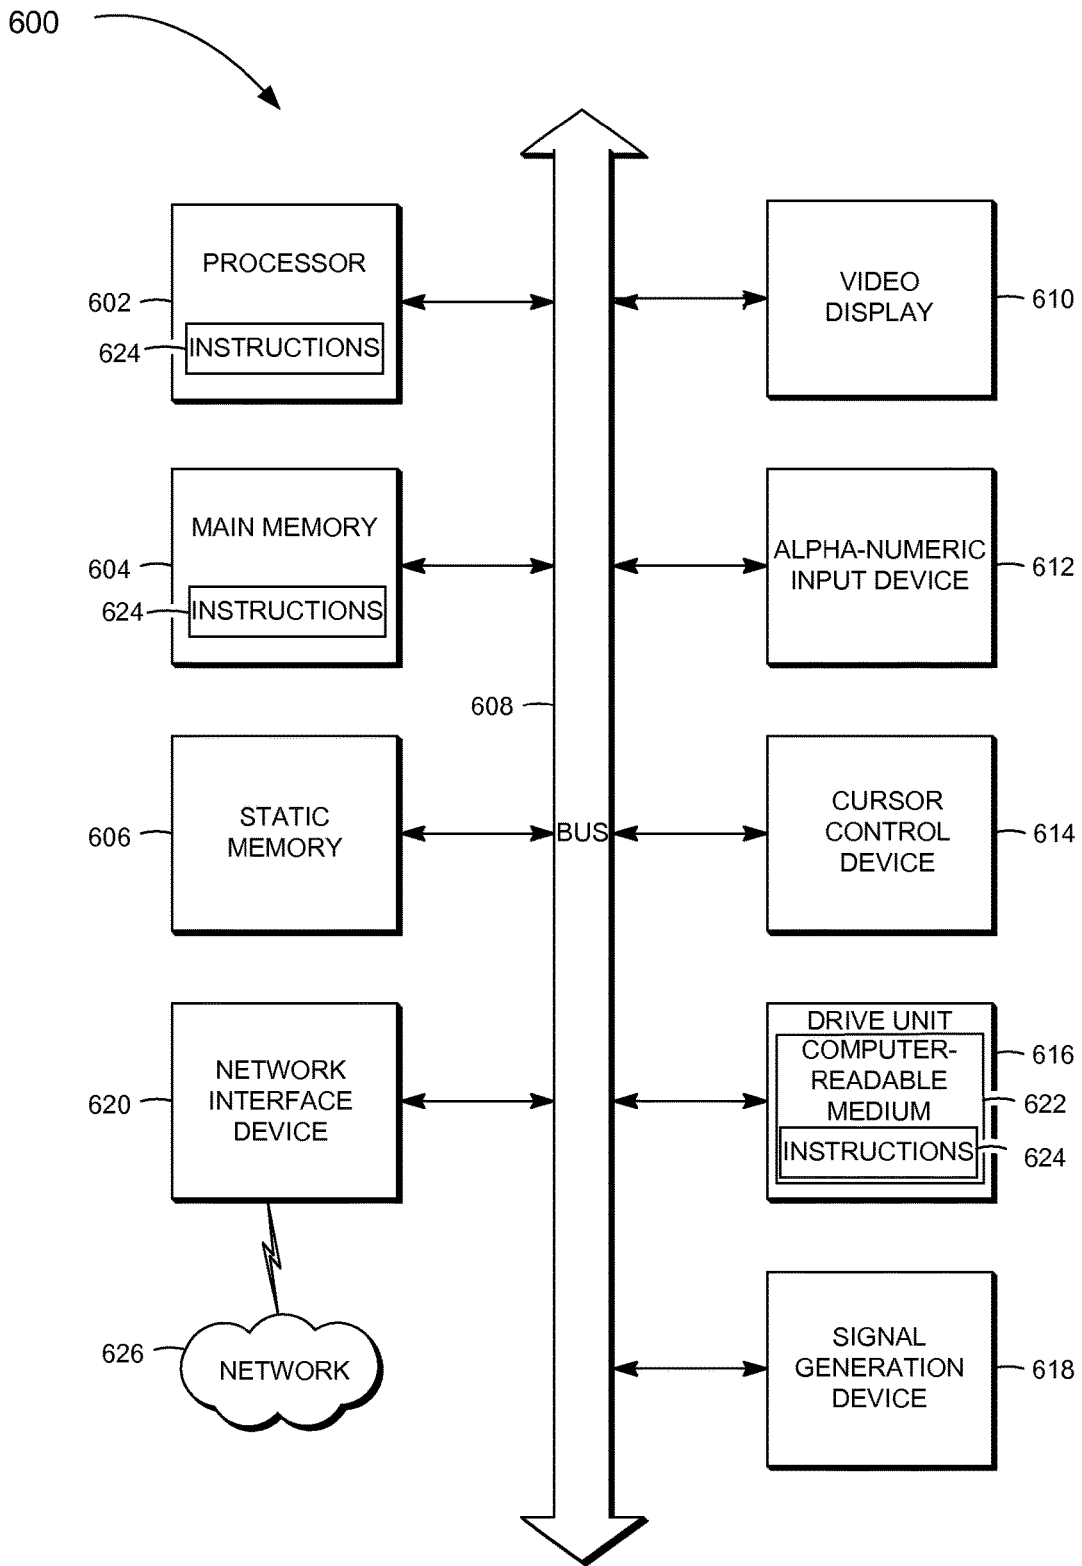 600
PROCESSOR
602
624
INSTRUCTIONS
VIDEO
DISPLAY
610
MAIN MEMORY
604
624
INSTRUCTIONS
ALPHA-NUMERIC
INPUT DEVICE
612
608
STATIC
MEMORY
606
BUS
CURSOR
CONTROL
DEVICE
614
NETWORK
INTERFACE
DEVICE
620
DRIVE UNIT
616
COMPUTER-
READABLE
MEDIUM
622
INSTRUCTIONS
624
626
NETWORK
SIGNAL
GENERATION
DEVICE
618